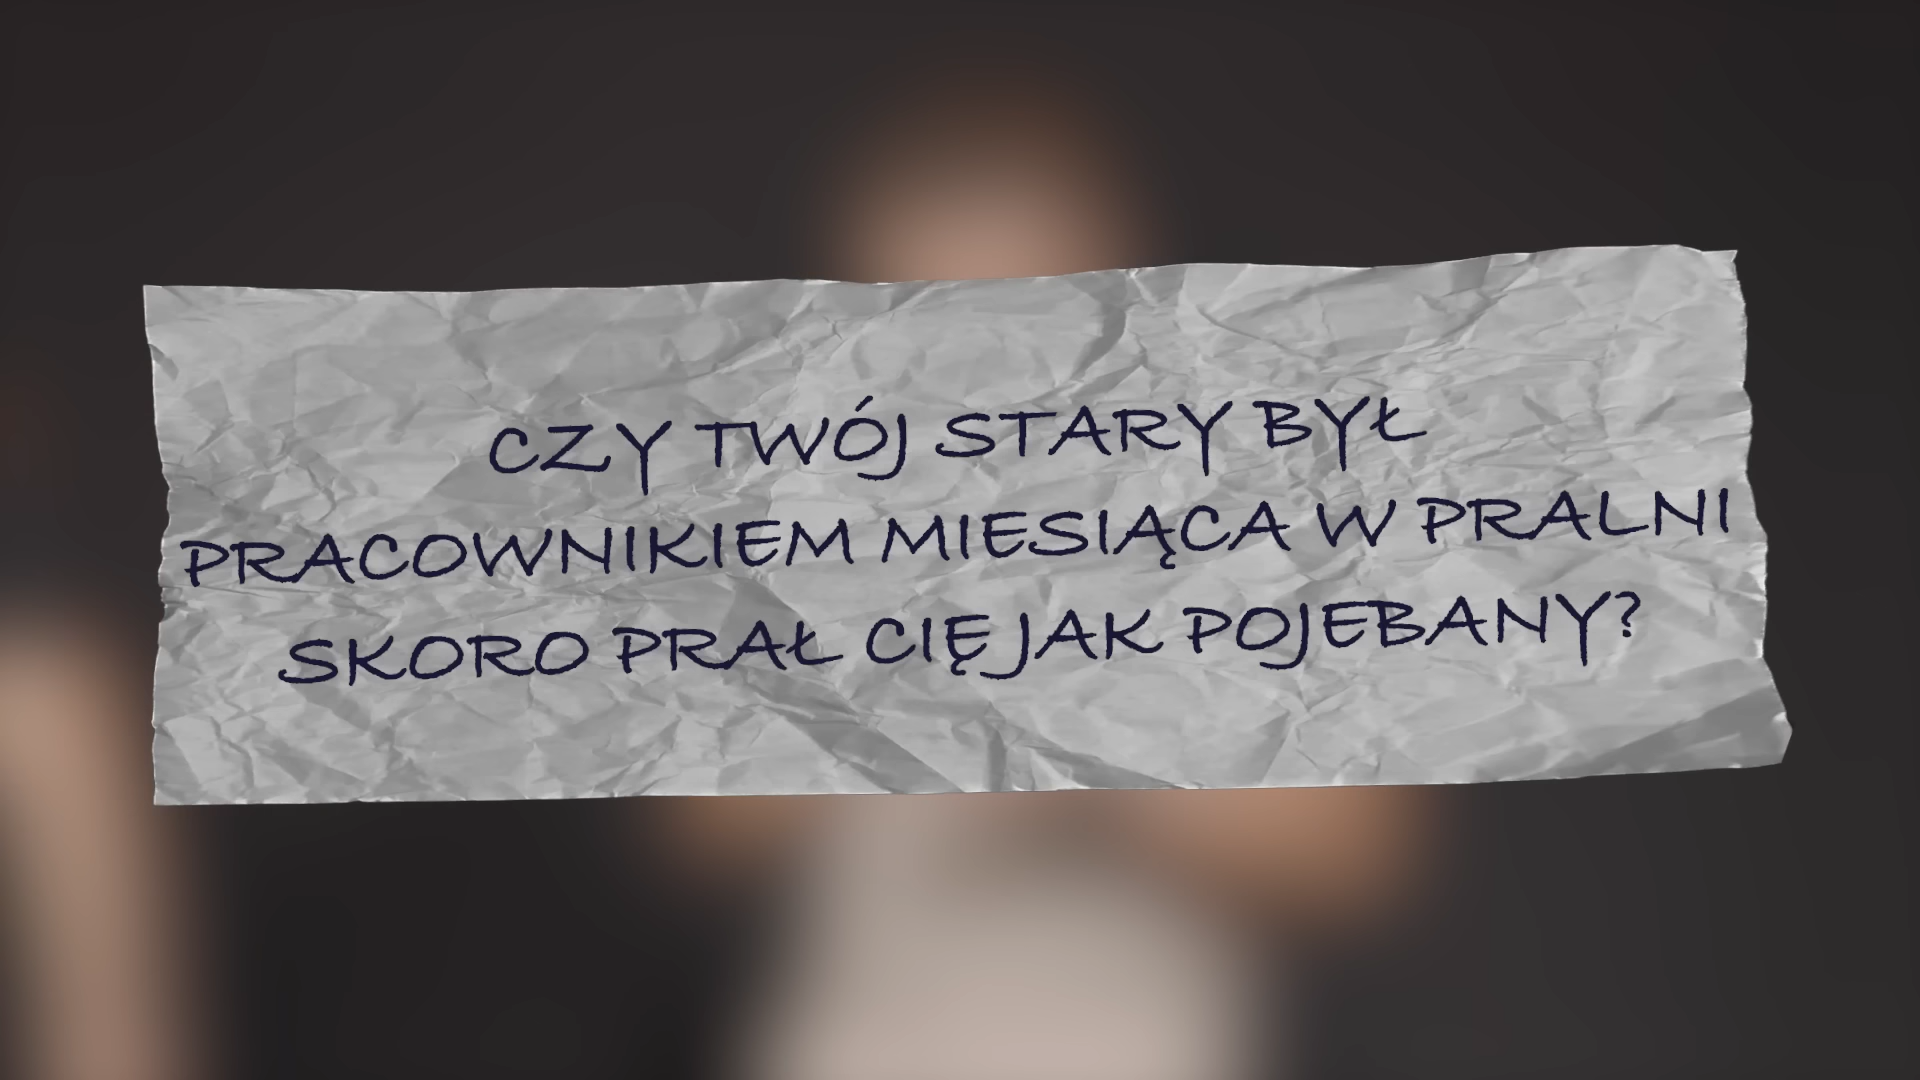 CZY TWÓJ STARY BYŁ
PRACOWNIKIEM MIESIĄCA W PRALNI
SKORO PRAŁ CIĘ JAK POJEBANY?